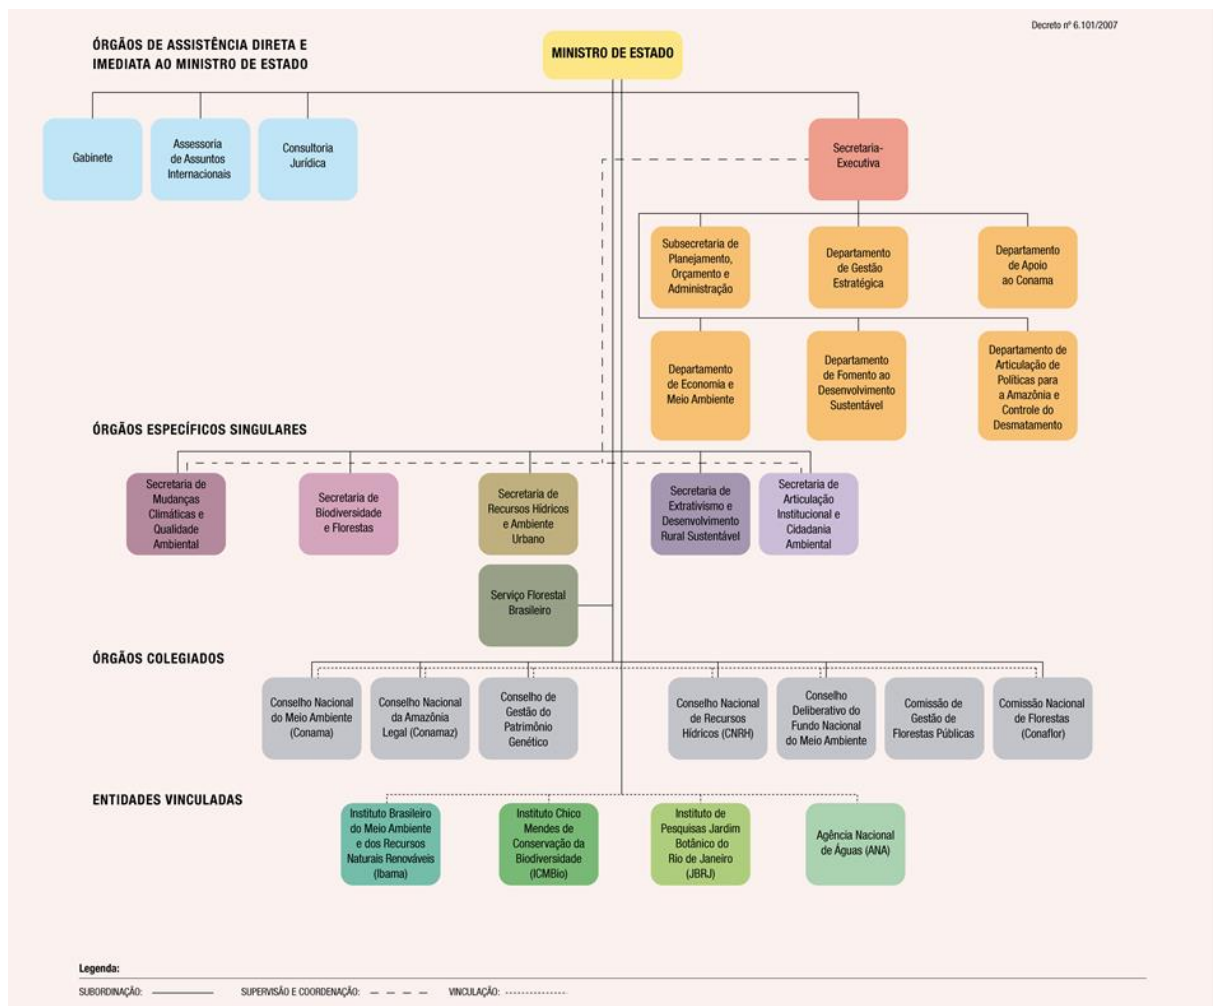 Decreto nº 6.101/2007
ÓRGÃOS DE ASSISTÊNCIA DIRETA E
IMEDIATA AO MINISTRO DE ESTADO
MINISTRO DE ESTADO
Gabinete
Assessoria
de Assuntos
Internacionais
Consultoria
Jurídica
Secretaria-
Executiva
Subsecretaria de
Planejamento,
Orçamento e
Administração
Departamento
de Gestão
Estratégica
Departamento
de Apoio
ao Conama
Departamento
de Economia e
Meio Ambiente
Departamento
de Fomento ao
Desenvolvimento
Sustentável
Departamento de
Articulação de
Políticas para
a Amazônia e
Controle do
Desmatamento
ÓRGÃOS ESPECÍFICOS SINGULARES
Secretaria de
Mudanças
Climáticas e
Qualidade
Ambiental
Secretaria de
Biodiversidade
e Florestas
Secretaria de
Recursos Hídricos
e Ambiente
Urbano
Secretaria de
Extrativismo e
Desenvolvimento
Rural Sustentável
Secretaria de
Articulação
Institucional e
Cidadania
Ambiental
Serviço Florestal
Brasileiro
ÓRGÃOS COLEGIADOS
Conselho Nacional
do Meio Ambiente
(Conama)
Conselho Nacional
da Amazônia
Legal (Conamaz)
Conselho de
Gestão do
Patrimônio
Genético
Conselho Nacional
de Recursos
Hídricos (CNRH)
Conselho
Deliberativo do
Fundo Nacional
do Meio Ambiente
Comissão de
Gestão de
Florestas Públicas
Comissão Nacional
de Florestas
(Conaflor)
ENTIDADES VINCULADAS
Instituto Brasileiro
do Meio Ambiente
e dos Recursos
Naturais Renováveis
(Ibama)
Instituto Chico
Mendes de
Conservação da
Biodiversidade
(ICMBio)
Instituto de
Pesquisas Jardim
Botânico do
Rio de Janeiro
(JBRJ)
Agência Nacional
de Águas (ANA)
Legenda:
SUBORDINAÇÃO:
SUPERVISÃO E COORDENAÇÃO:
VINCULAÇÃO: